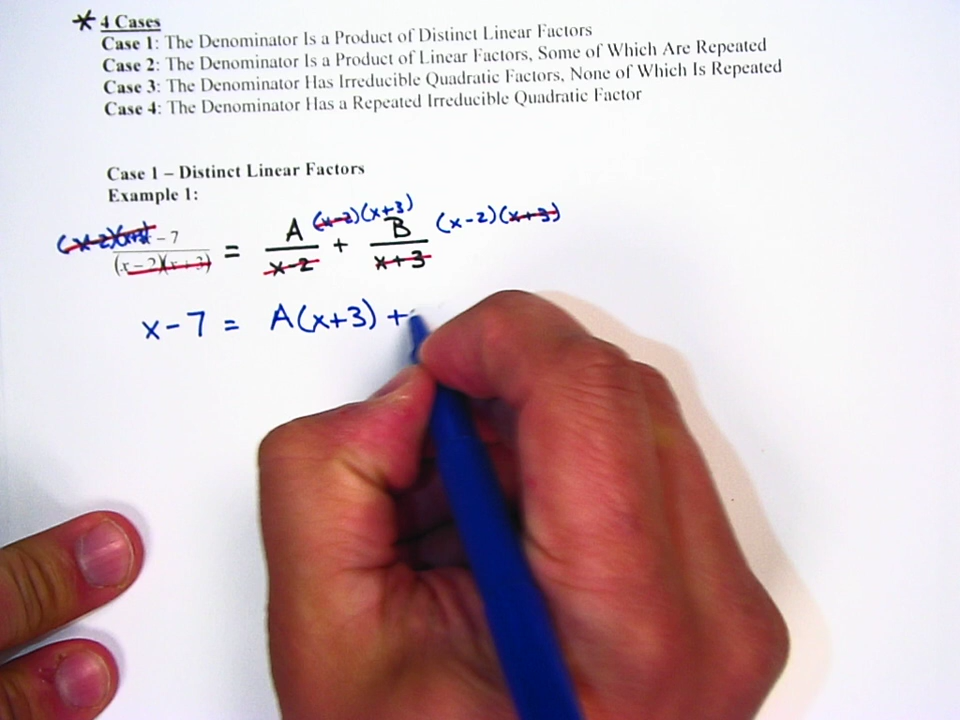 * 4 Cases
Case 1: The Denominator Is a Product of Distinct Linear Factors
Case 2: The Denominator Is a Product of Linear Factors, Some of Which Are Repeated
Case 3: The Denominator Has Irreducible Quadratic Factors, None of Which Is Repeated
Case 4: The Denominator Has a Repeated Irreducible Quadratic Factor
Case 1 – Distinct Linear Factors
Example 1:
(x-2)(x+3) - 7 A (x-2)(x+3) B (x-2)(x+3)
= +
(x - 2)(x + 3) x-2 x+3
x-7 = A(x+3) +